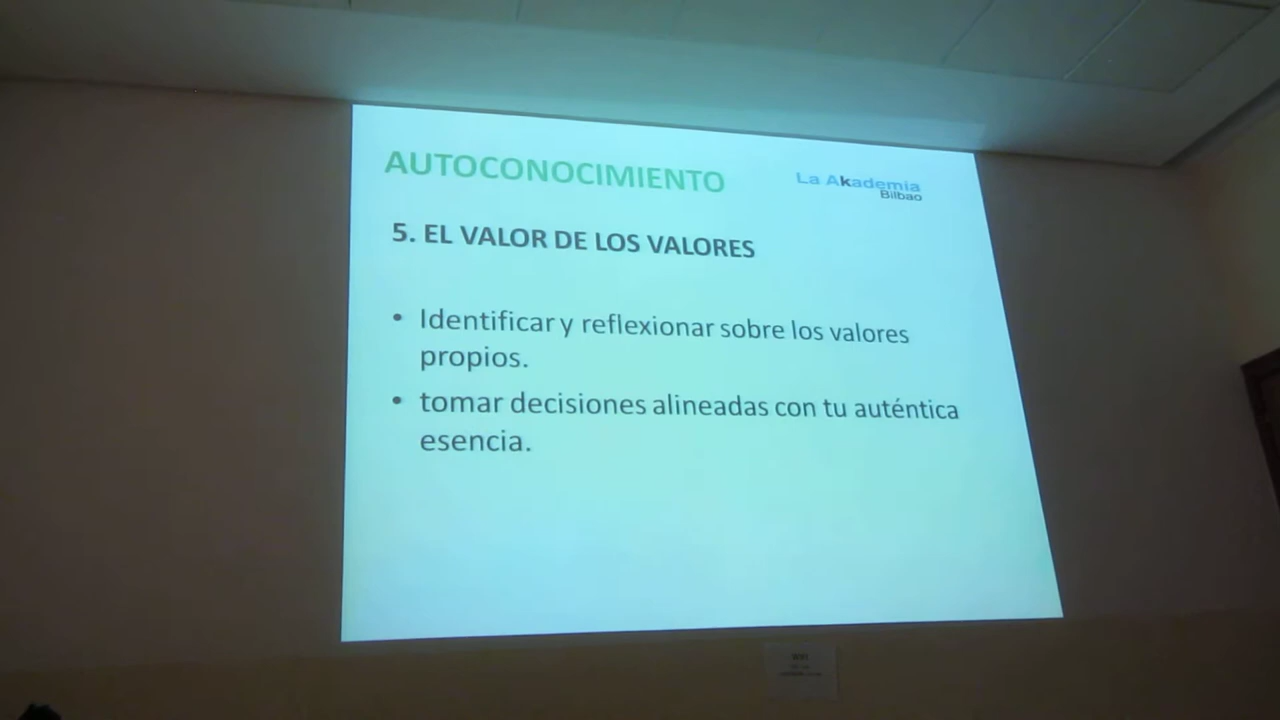 AUTOCONOCIMIENTO
La Akademia
Bilbao
5. EL VALOR DE LOS VALORES
• Identificar y reflexionar sobre los valores
propios.
• tomar decisiones alineadas con tu auténtica
esencia.